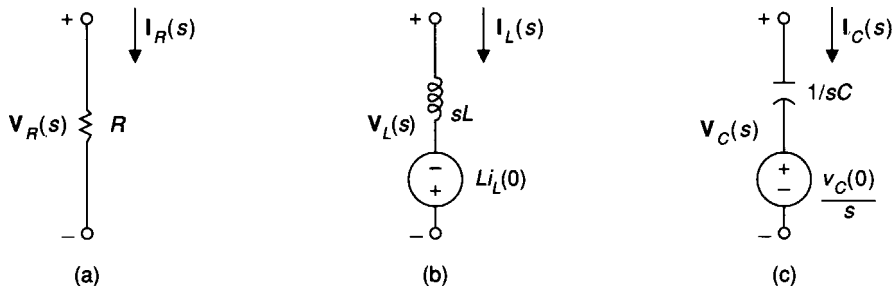 + I_R(s)
V_R(s) R
−
(a)
+ I_L(s)
V_L(s) sL
− +
Li_L(0)
−
(b)
+ I_C(s)
1/sC
V_C(s)
+ −
v_C(0)
s
−
(c)